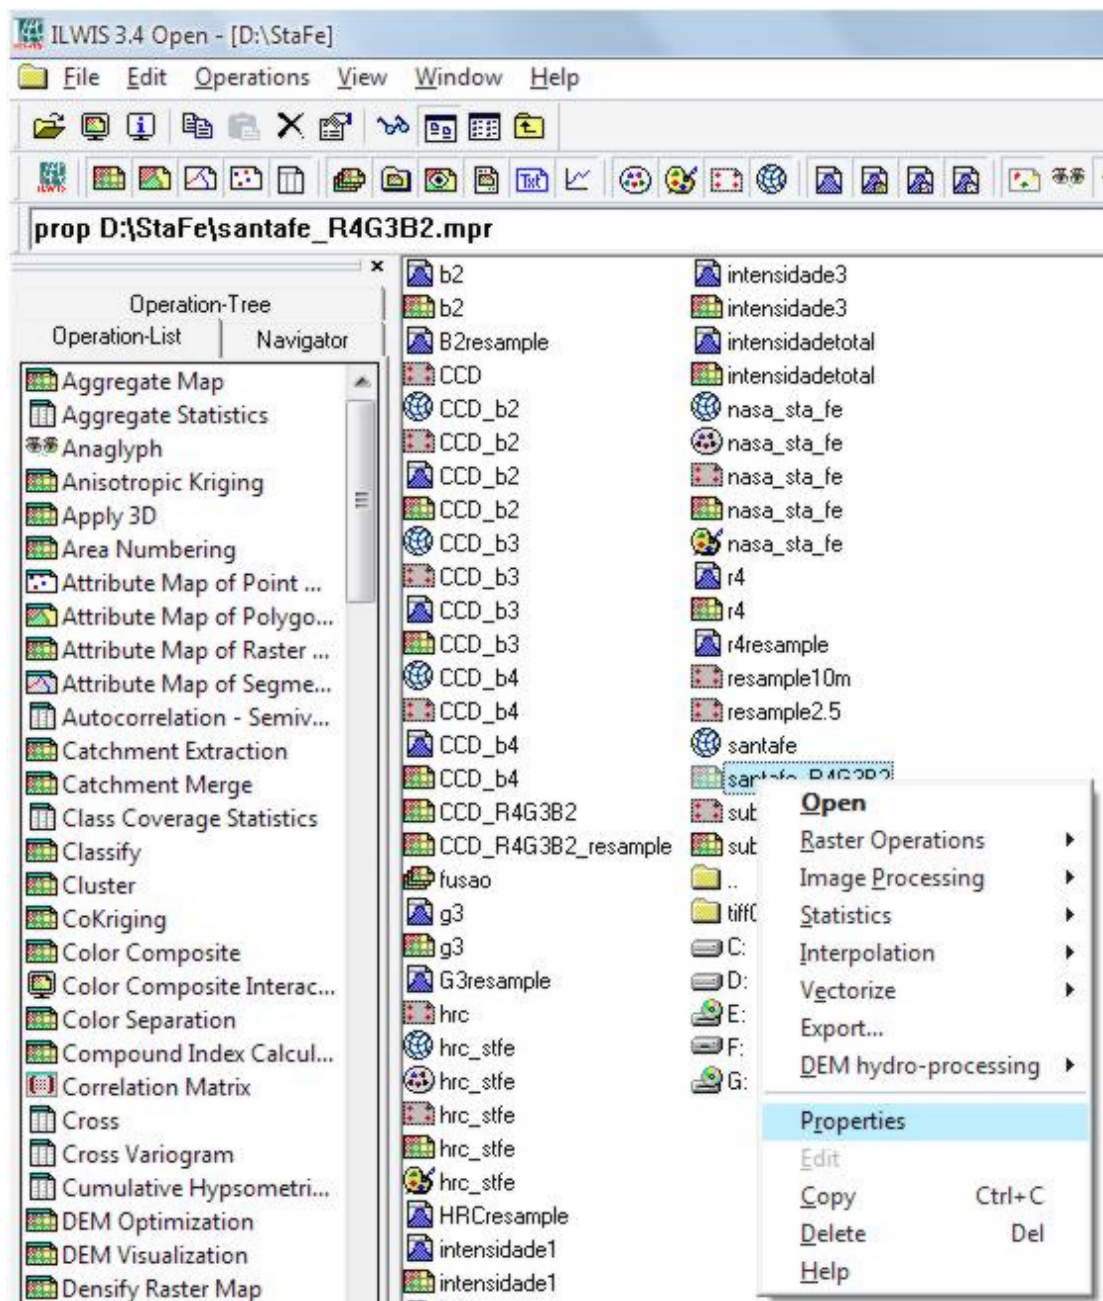 ILWIS 3.4 Open - [D:\StaFe]
File Edit Operations View Window Help
Txt
ILWIS
prop D:\StaFe\santafe_R4G3B2.mpr
Operation-Tree
Operation-List Navigator
Aggregate Map
Aggregate Statistics
Anaglyph
Anisotropic Kriging
Apply 3D
Area Numbering
Attribute Map of Point ...
Attribute Map of Polygo...
Attribute Map of Raster ...
Attribute Map of Segme...
Autocorrelation - Semiv...
Catchment Extraction
Catchment Merge
Class Coverage Statistics
Classify
Cluster
CoKriging
Color Composite
Color Composite Interac...
Color Separation
Compound Index Calcul...
Correlation Matrix
Cross
Cross Variogram
Cumulative Hypsometri...
DEM Optimization
DEM Visualization
Densify Raster Map
b2
b2
B2resample
CCD
CCD_b2
CCD_b2
CCD_b2
CCD_b2
CCD_b3
CCD_b3
CCD_b3
CCD_b3
CCD_b4
CCD_b4
CCD_b4
CCD_b4
CCD_R4G3B2
CCD_R4G3B2_resample
fusao
g3
g3
G3resample
hrc
hrc_stfe
hrc_stfe
hrc_stfe
hrc_stfe
hrc_stfe
HRCresample
intensidade1
intensidade1
intensidade3
intensidade3
intensidadetotal
intensidadetotal
nasa_sta_fe
nasa_sta_fe
nasa_sta_fe
nasa_sta_fe
nasa_sta_fe
r4
r4
r4resample
resample10m
resample2.5
santafe
santafe_R4G3B2
sub
sub
..
tiff
C:
D:
E:
F:
G:
Open
Raster Operations
Image Processing
Statistics
Interpolation
Vectorize
Export...
DEM hydro-processing
Properties
Edit
Copy Ctrl+C
Delete Del
Help